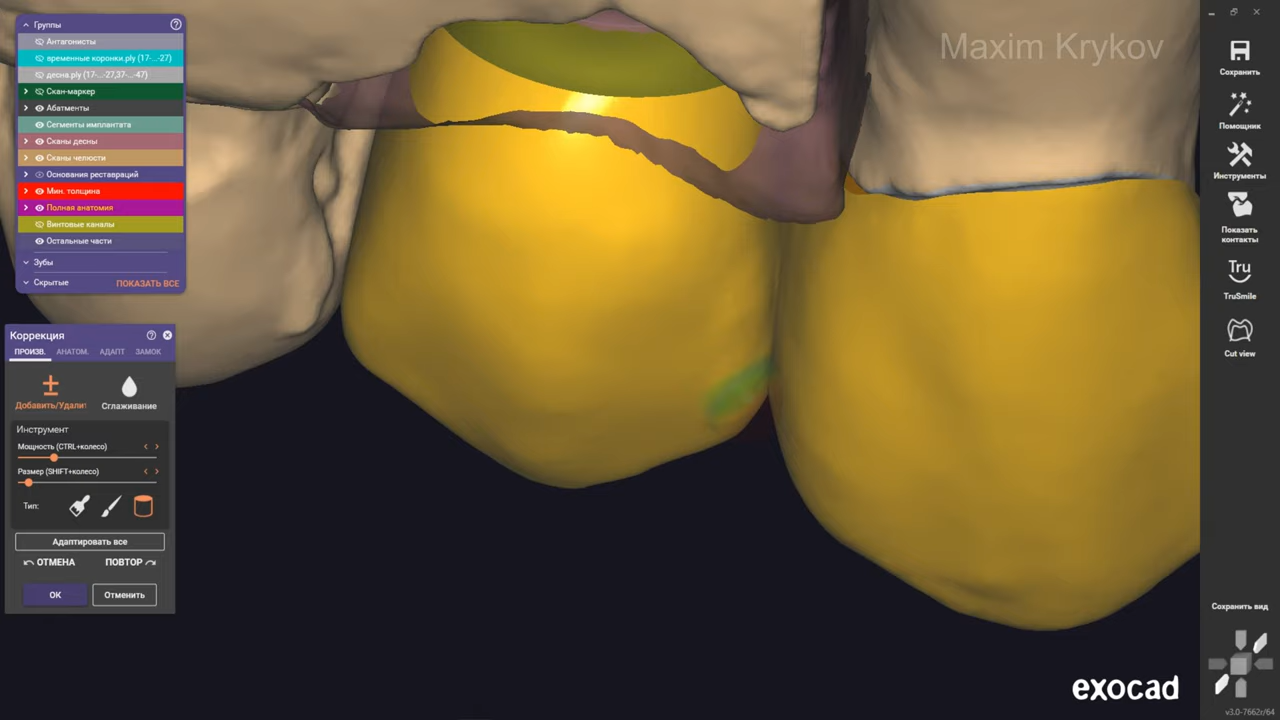 Группы
Антагонисты
временные коронки.ply (17-...-27)
десна.ply (17-...-27,37-...-47)
Скан-маркер
Абатменты
Сегменты имплантата
Сканы десны
Сканы челюсти
Основания реставраций
Мин. толщина
Полная анатомия
Винтовые каналы
Остальные части
Зубы
Скрытые ПОКАЗАТЬ ВСЕ
Коррекция
ПРОИЗВ. АНАТОМ. АДАПТ ЗАМОК
Добавить/Удалит Сглаживание
Инструмент
Мощность (CTRL+колесо)
Размер (SHIFT+колесо)
Тип:
Адаптировать все
ОТМЕНА ПОВТОР
ОК Отменить
Maxim Krykov
Сохранить
Помощник
Инструменты
Показать
контакты
Tru
TruSmile
Cut view
Сохранить вид
exocad
v3.0-7662r/64